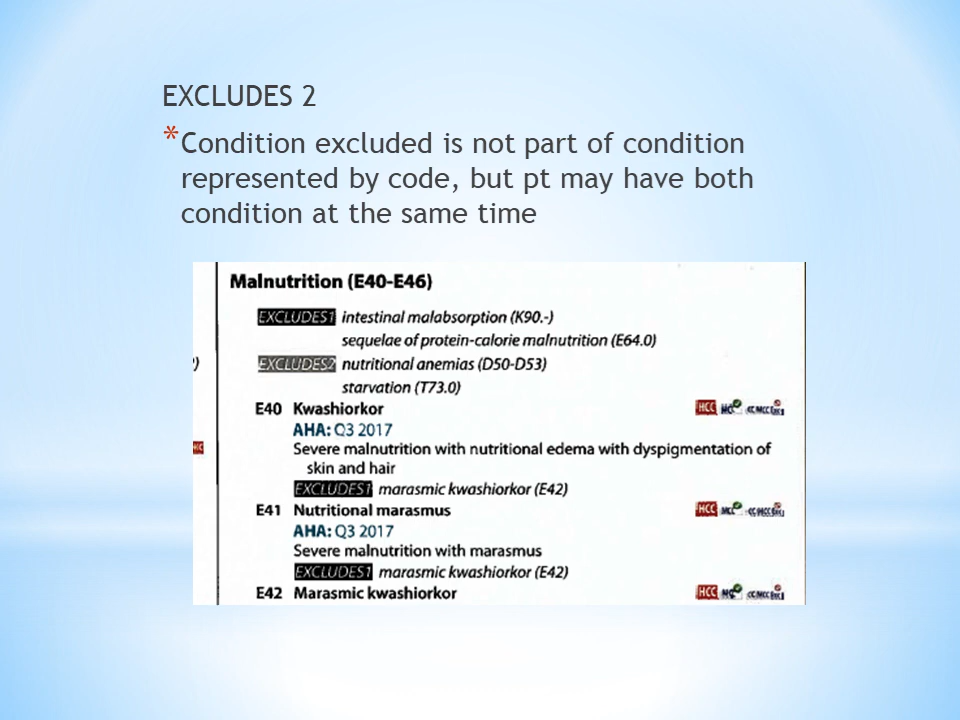 EXCLUDES 2
*Condition excluded is not part of condition
represented by code, but pt may have both
condition at the same time
Malnutrition (E40-E46)
EXCLUDES1 intestinal malabsorption (K90.-)
sequelae of protein-calorie malnutrition (E64.0)
)
EXCLUDES2 nutritional anemias (D50-D53)
starvation (T73.0)
E40 Kwashiorkor HCC MCC
AHA: Q3 2017
Severe malnutrition with nutritional edema with dyspigmentation of
skin and hair
EXCLUDES1 marasmic kwashiorkor (E42)
E41 Nutritional marasmus HCC MCC
AHA: Q3 2017
Severe malnutrition with marasmus
EXCLUDES1 marasmic kwashiorkor (E42)
E42 Marasmic kwashiorkor HCC